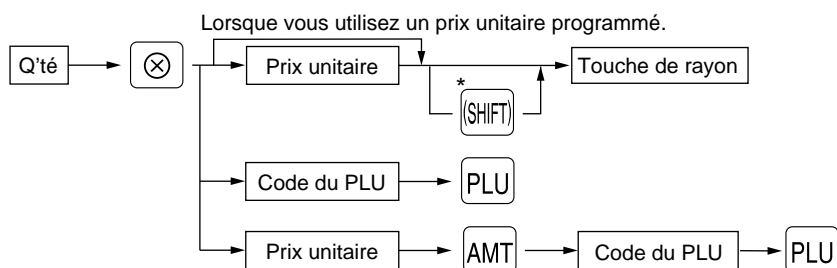 Lorsque vous utilisez un prix unitaire programmé.
Q'té ⊗ Prix unitaire Touche de rayon
* (SHIFT)
Code du PLU PLU
Prix unitaire AMT Code du PLU PLU